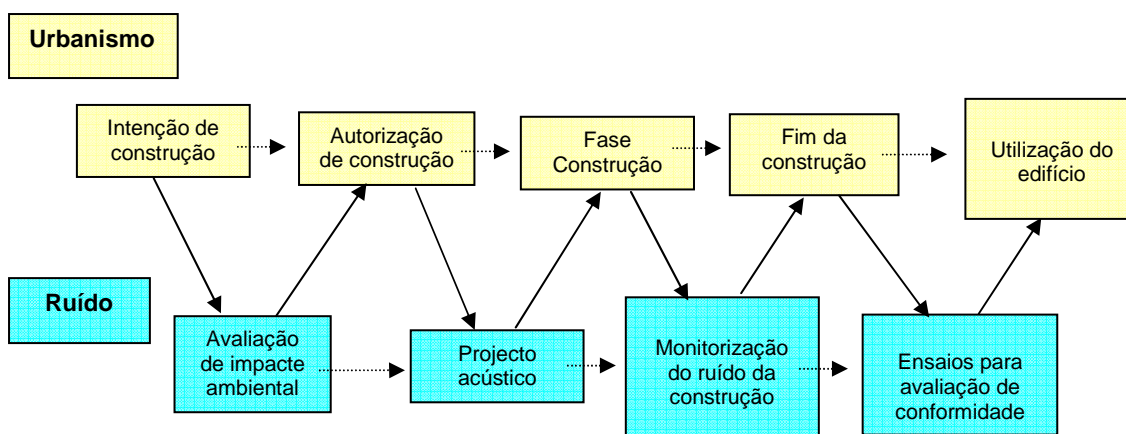 Urbanismo
Intenção de
construção
Autorização
de construção
Fase
Construção
Fim da
construção
Utilização do
edifício
Ruído
Avaliação
de impacte
ambiental
Projecto
acústico
Monitorização
do ruído da
construção
Ensaios para
avaliação de
conformidade